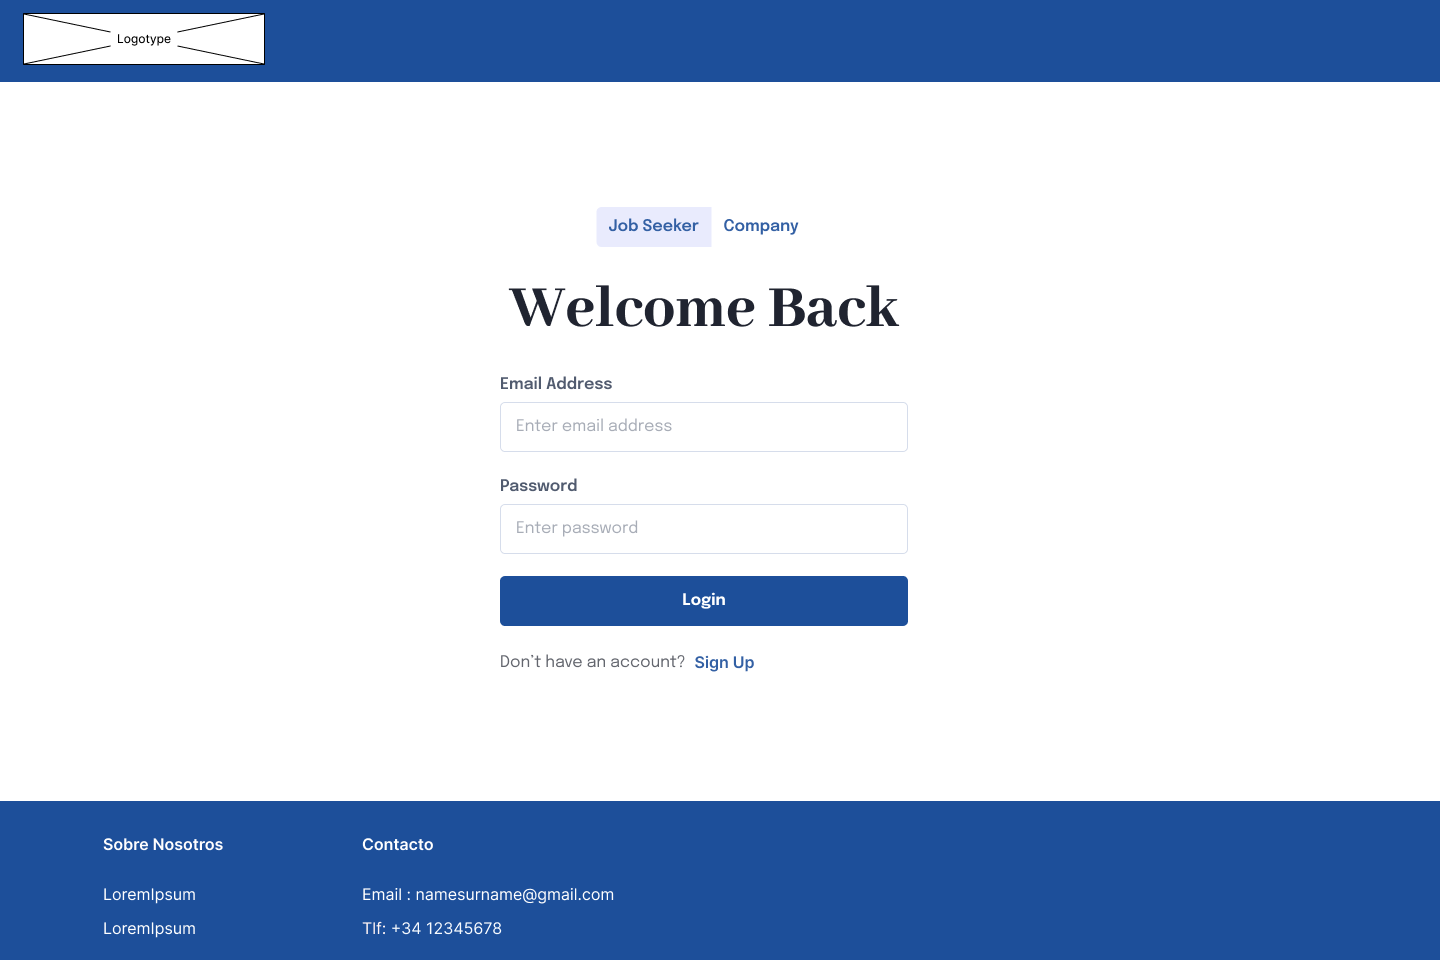 Logotype
Job Seeker Company
Welcome Back
Email Address
Enter email address
Password
Enter password
Login
Don’t have an account? Sign Up
Sobre Nosotros Contacto
LoremIpsum Email : namesurname@gmail.com
LoremIpsum Tlf: +34 12345678